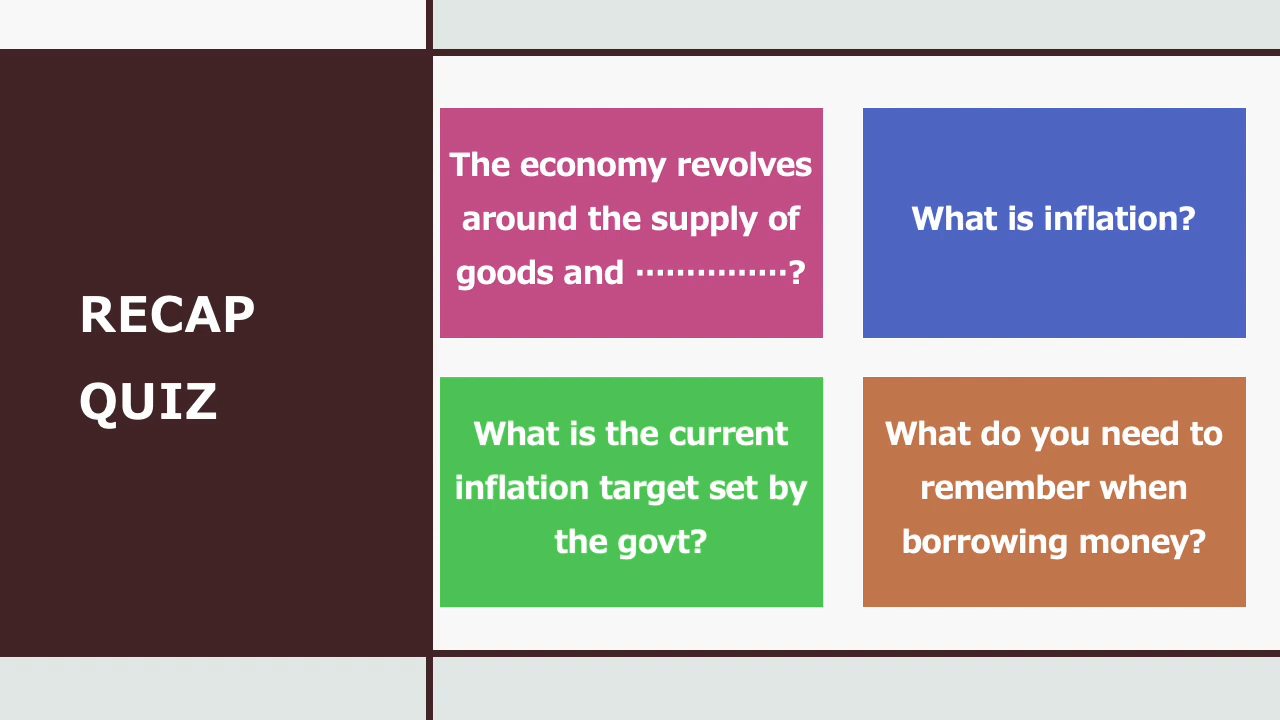 RECAP
QUIZ
The economy revolves
around the supply of
goods and ……………?
What is inflation?
What is the current
inflation target set by
the govt?
What do you need to
remember when
borrowing money?